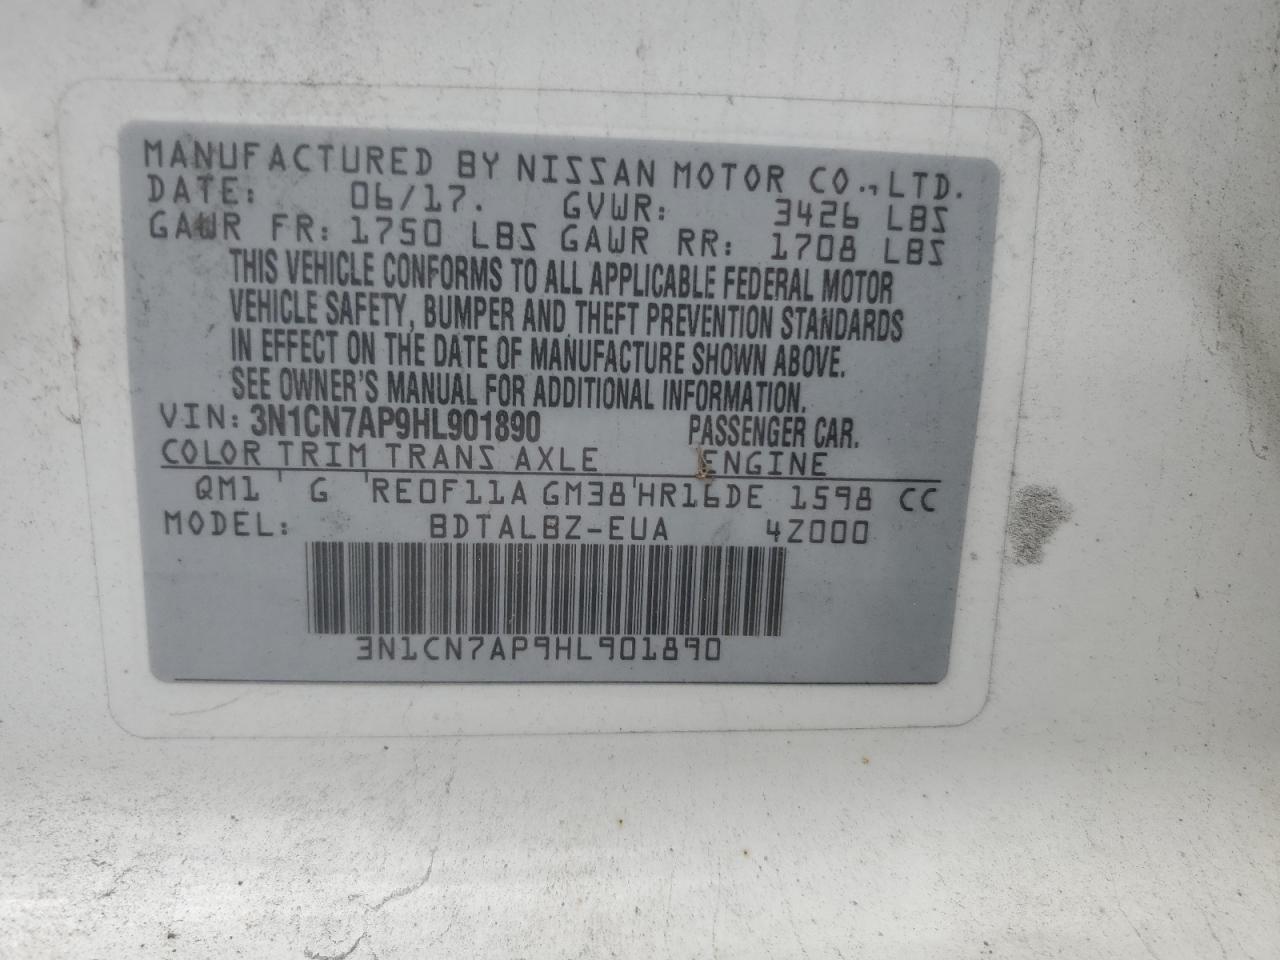 MANUFACTURED BY NISSAN MOTOR CO., LTD.
DATE: 06/17. GVWR: 3426 LBS
GAWR FR: 1750 LBS GAWR RR: 1708 LBS
THIS VEHICLE CONFORMS TO ALL APPLICABLE FEDERAL MOTOR
VEHICLE SAFETY, BUMPER AND THEFT PREVENTION STANDARDS
IN EFFECT ON THE DATE OF MANUFACTURE SHOWN ABOVE.
SEE OWNER'S MANUAL FOR ADDITIONAL INFORMATION.
VIN: 3N1CN7AP9HL901890 PASSENGER CAR.
COLOR TRIM TRANS AXLE ENGINE
QM1 G RE0F11A GM38 HR16DE 1598 CC
MODEL: BDTALBZ-EUA 4Z000
3N1CN7AP9HL901890